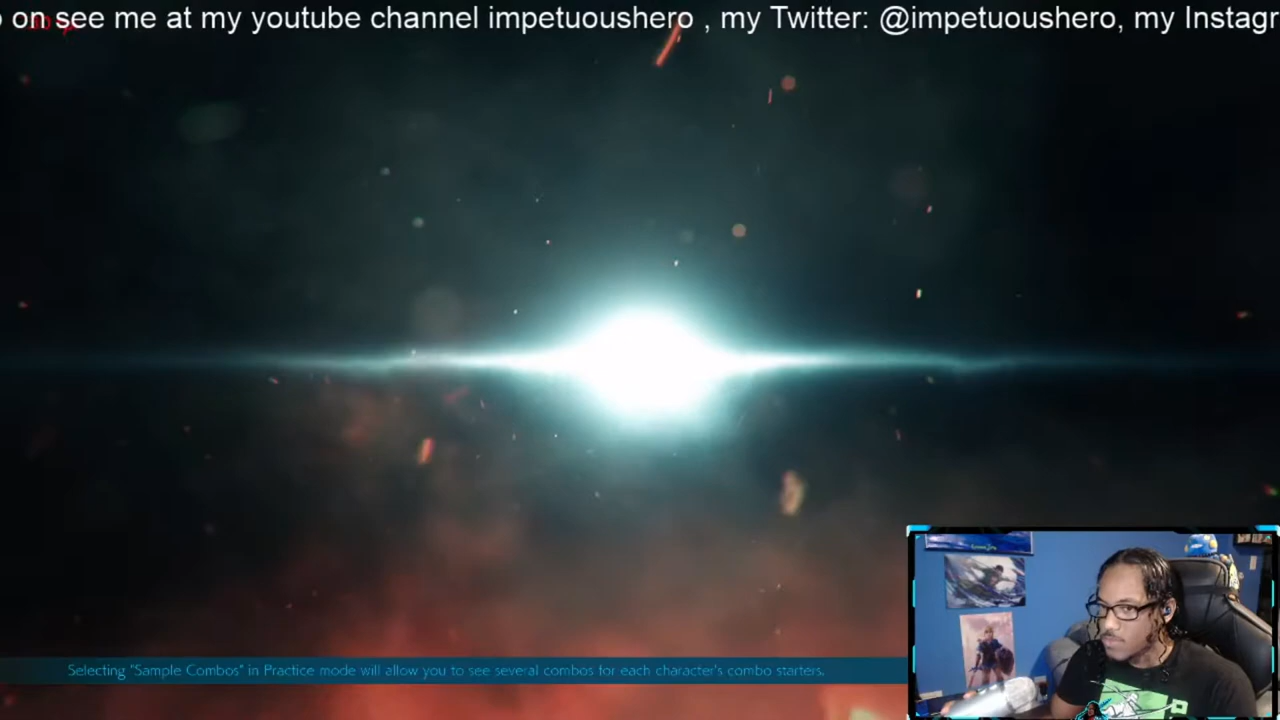 on see me at my youtube channel impetuoushero , my Twitter: @impetuoushero, my Instagr
Selecting "Sample Combos" in Practice mode will allow you to see several combos for each character's combo starters.